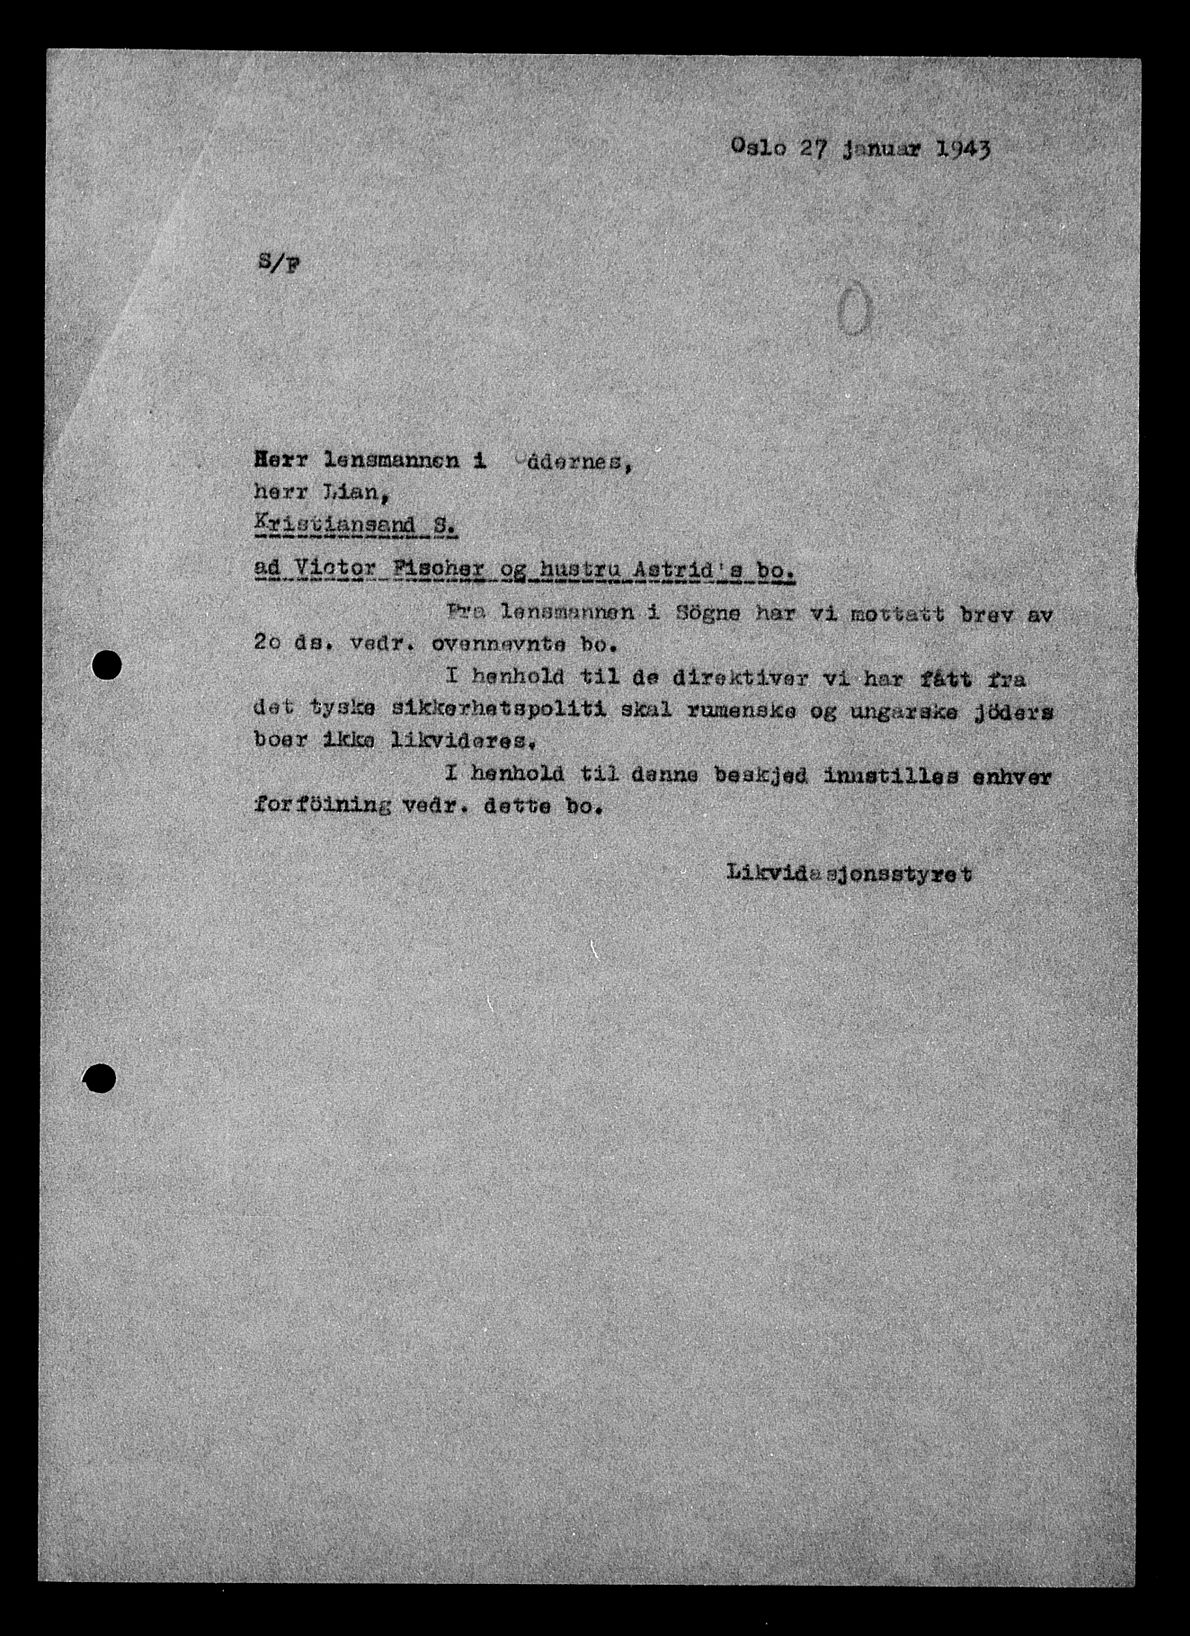 Oslo 27 januar 1943
S/F
O
Herr lensmannen i Oddernes,
herr Lian,
Kristiansand S.
ad Victor Fischer og hustru Astrid's bo.
Fra lensmannen i Sögne har vi mottatt brev av
2o ds. vedr. ovennevnte bo.
I henhold til de direktiver vi har fått fra
det tyske sikkerhetspoliti skal rumenske og ungarske jöders
boer ikke likvideres.
I henhold til denne beskjed innstilles enhver
forföining vedr. dette bo.
Likvidasjonsstyret